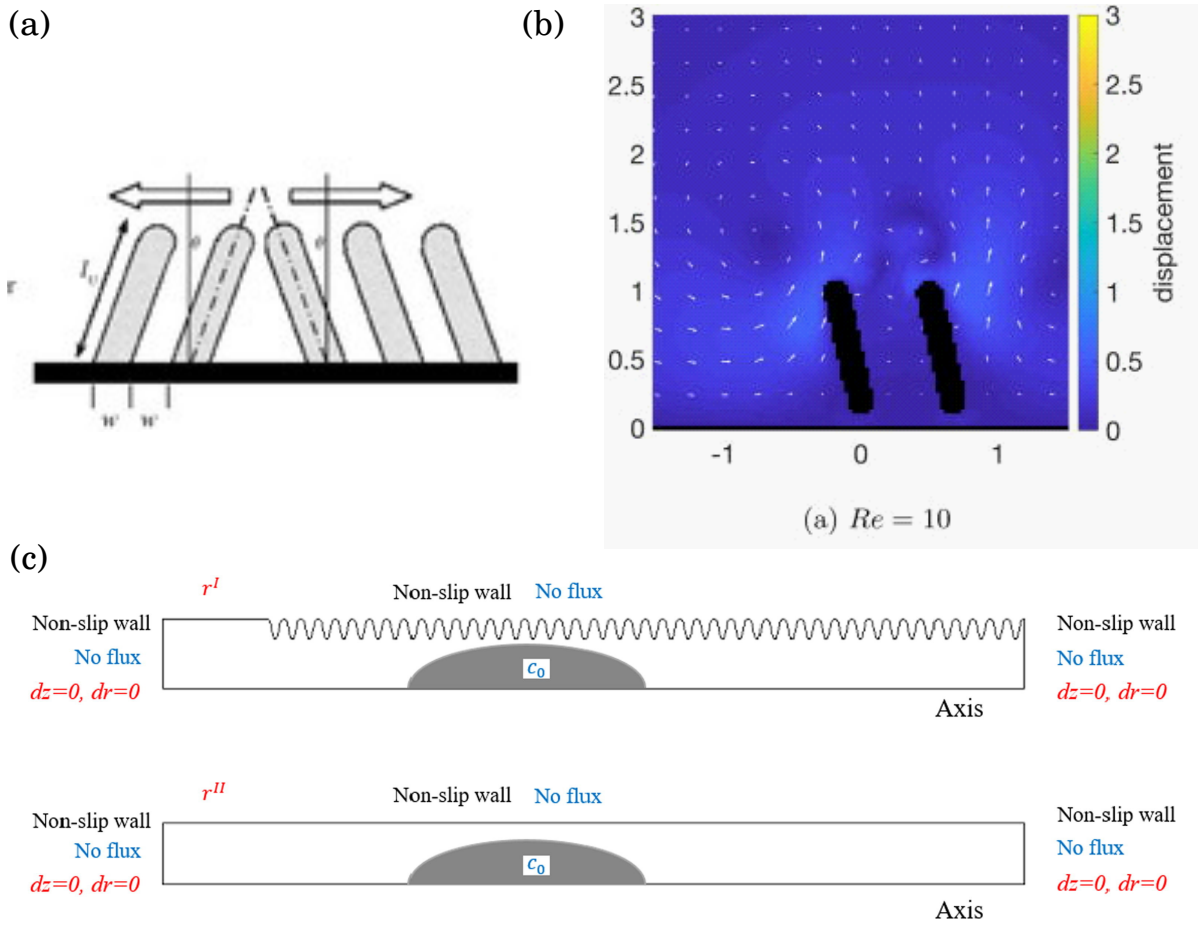 (a)
w w
(b)
3
2.5
2
1.5
1
0.5
0
-1 0 1
3
2.5
2
1.5
1
0.5
0
displacement
(a) Re = 10
(c)
r^I
Non-slip wall No flux
Non-slip wall
No flux
dz=0, dr=0
c_0
Non-slip wall
No flux
dz=0, dr=0
Axis
r^II
Non-slip wall No flux
Non-slip wall
No flux
dz=0, dr=0
c_0
Non-slip wall
No flux
dz=0, dr=0
Axis